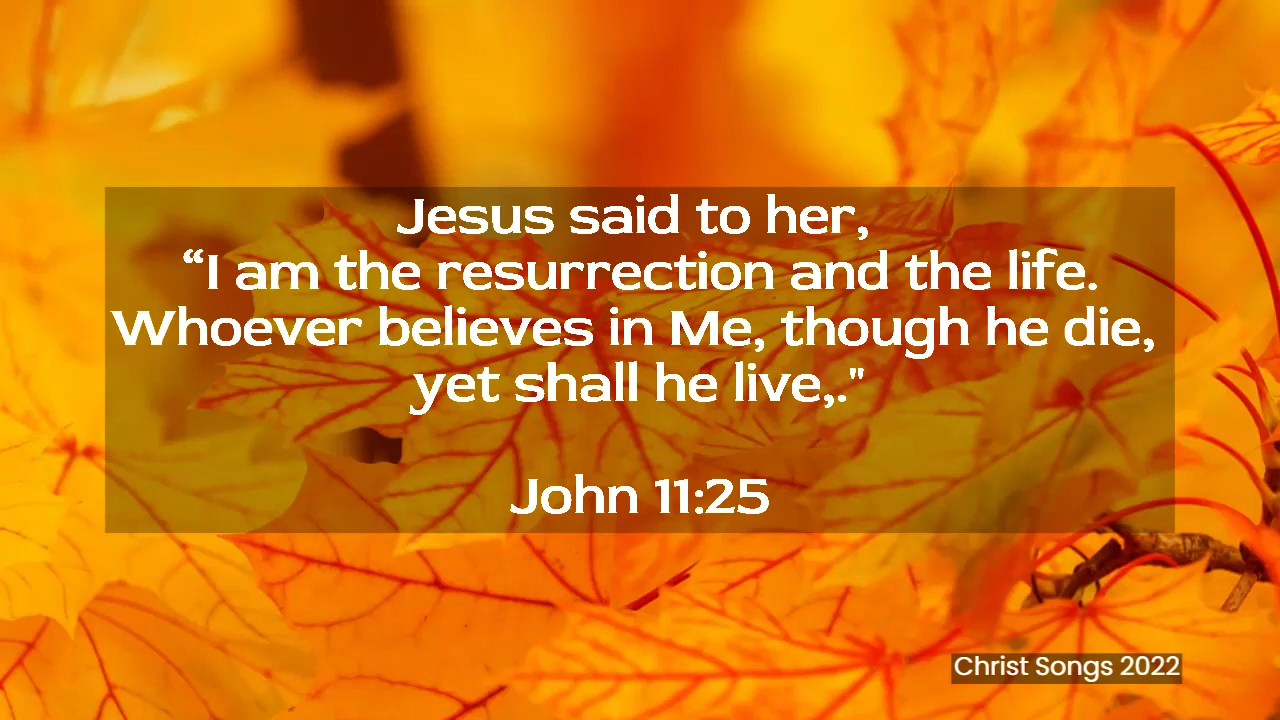 Jesus said to her,
“I am the resurrection and the life.
Whoever believes in Me, though he die,
yet shall he live,."
John 11:25
Christ Songs 2022